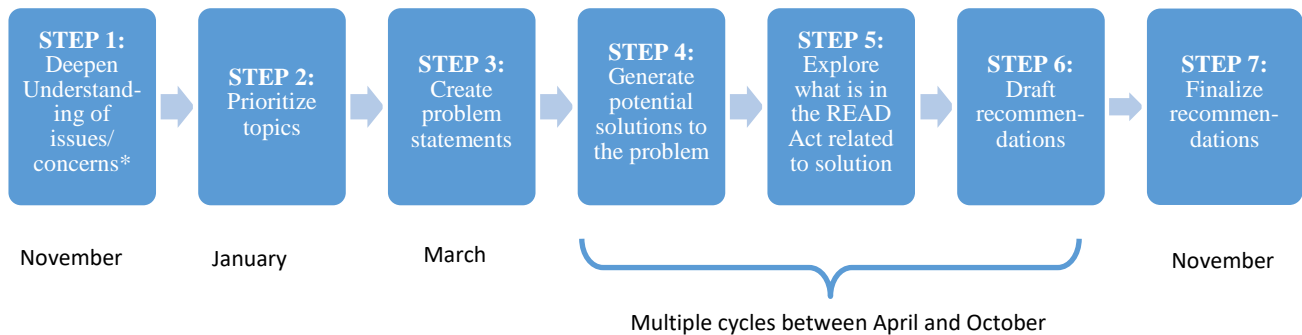 STEP 1:
Deepen
Understand-
ing of
issues/
concerns*
STEP 2:
Prioritize
topics
STEP 3:
Create
problem
statements
STEP 4:
Generate
potential
solutions to
the problem
STEP 5:
Explore
what is in
the READ
Act related
to solution
STEP 6:
Draft
recommen-
dations
STEP 7:
Finalize
recommen-
dations
November
January
March
November
Multiple cycles between April and October